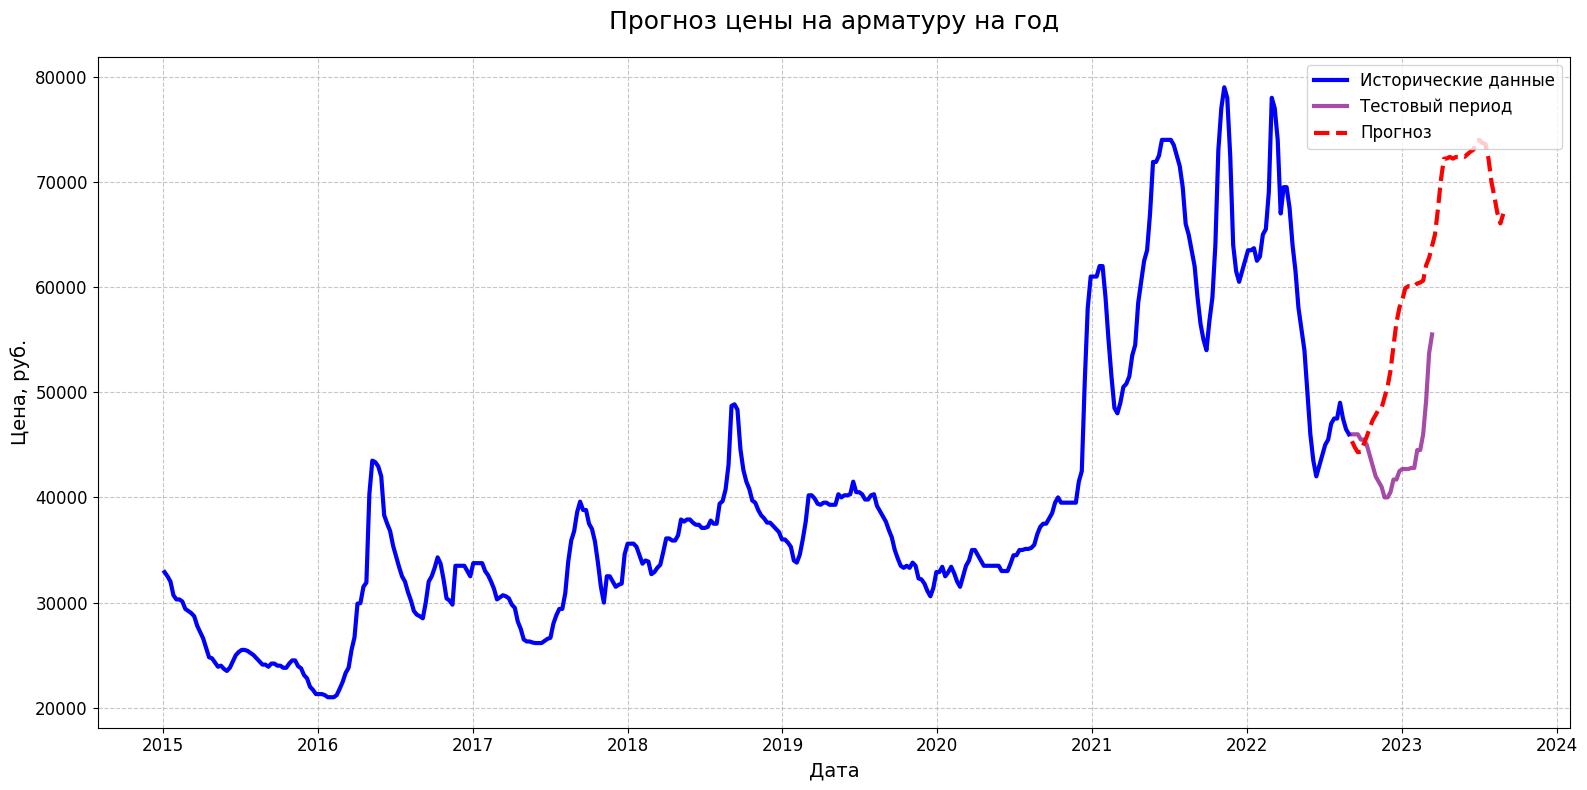 Прогноз цены на арматуру на год
Исторические данные
Тестовый период
Прогноз
Цена, руб.
80000
70000
60000
50000
40000
30000
20000
2015 2016 2017 2018 2019 2020 2021 2022 2023 2024
Дата